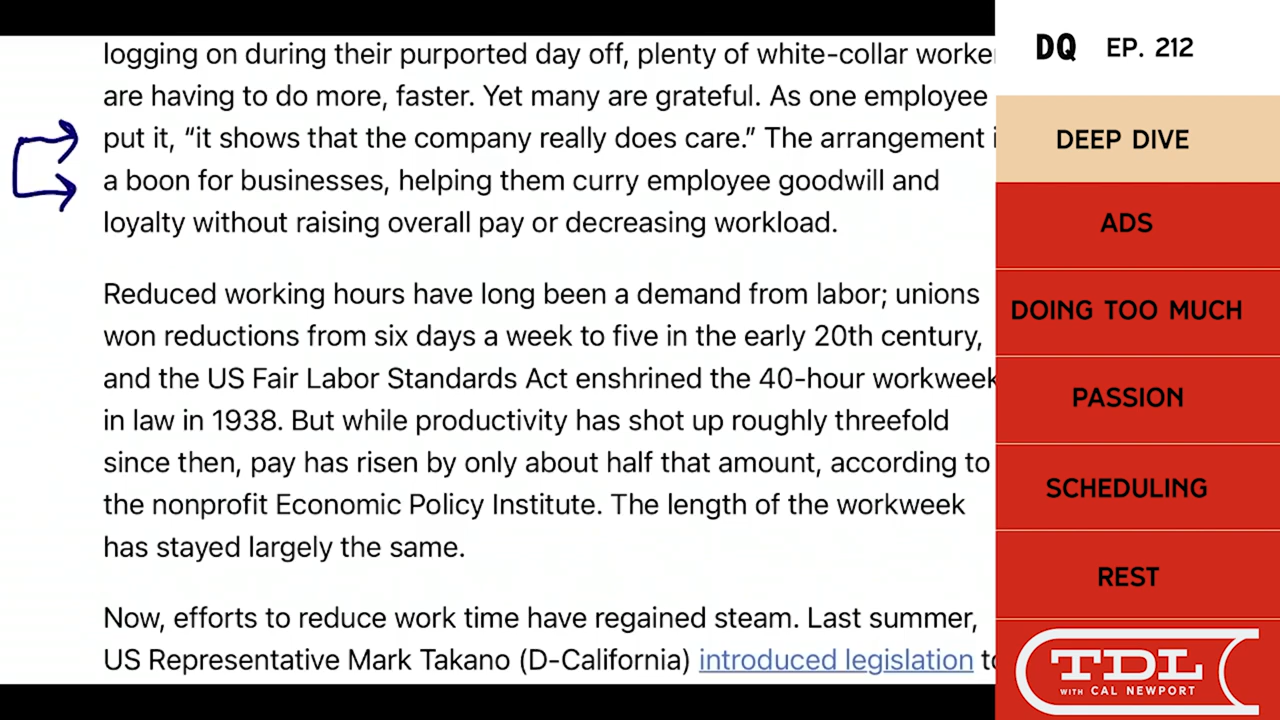 logging on during their purported day off, plenty of white-collar worke
are having to do more, faster. Yet many are grateful. As one employee
put it, “it shows that the company really does care.” The arrangement i
a boon for businesses, helping them curry employee goodwill and
loyalty without raising overall pay or decreasing workload.
Reduced working hours have long been a demand from labor; unions
won reductions from six days a week to five in the early 20th century,
and the US Fair Labor Standards Act enshrined the 40-hour workweek
in law in 1938. But while productivity has shot up roughly threefold
since then, pay has risen by only about half that amount, according to
the nonprofit Economic Policy Institute. The length of the workweek
has stayed largely the same.
Now, efforts to reduce work time have regained steam. Last summer,
US Representative Mark Takano (D-California) introduced legislation to
DQ EP. 212
DEEP DIVE
ADS
DOING TOO MUCH
PASSION
SCHEDULING
REST
TDL
WITH CAL NEWPORT